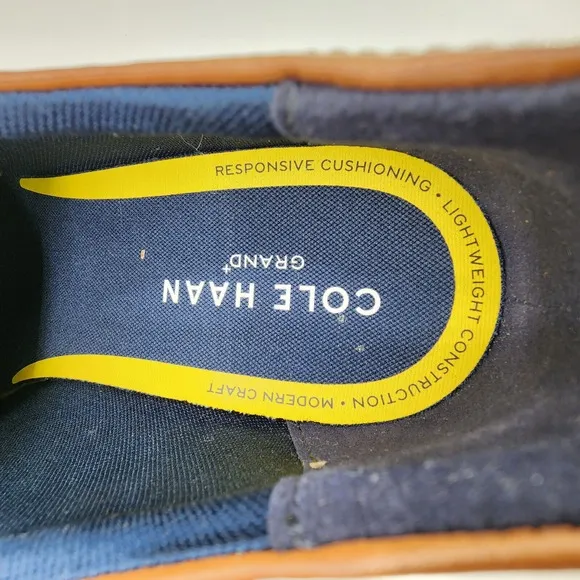 RESPONSIVE CUSHIONING • LIGHTWEIGHT CONSTRUCTION • MODERN CRAFT
COLE HAAN
GRAND+